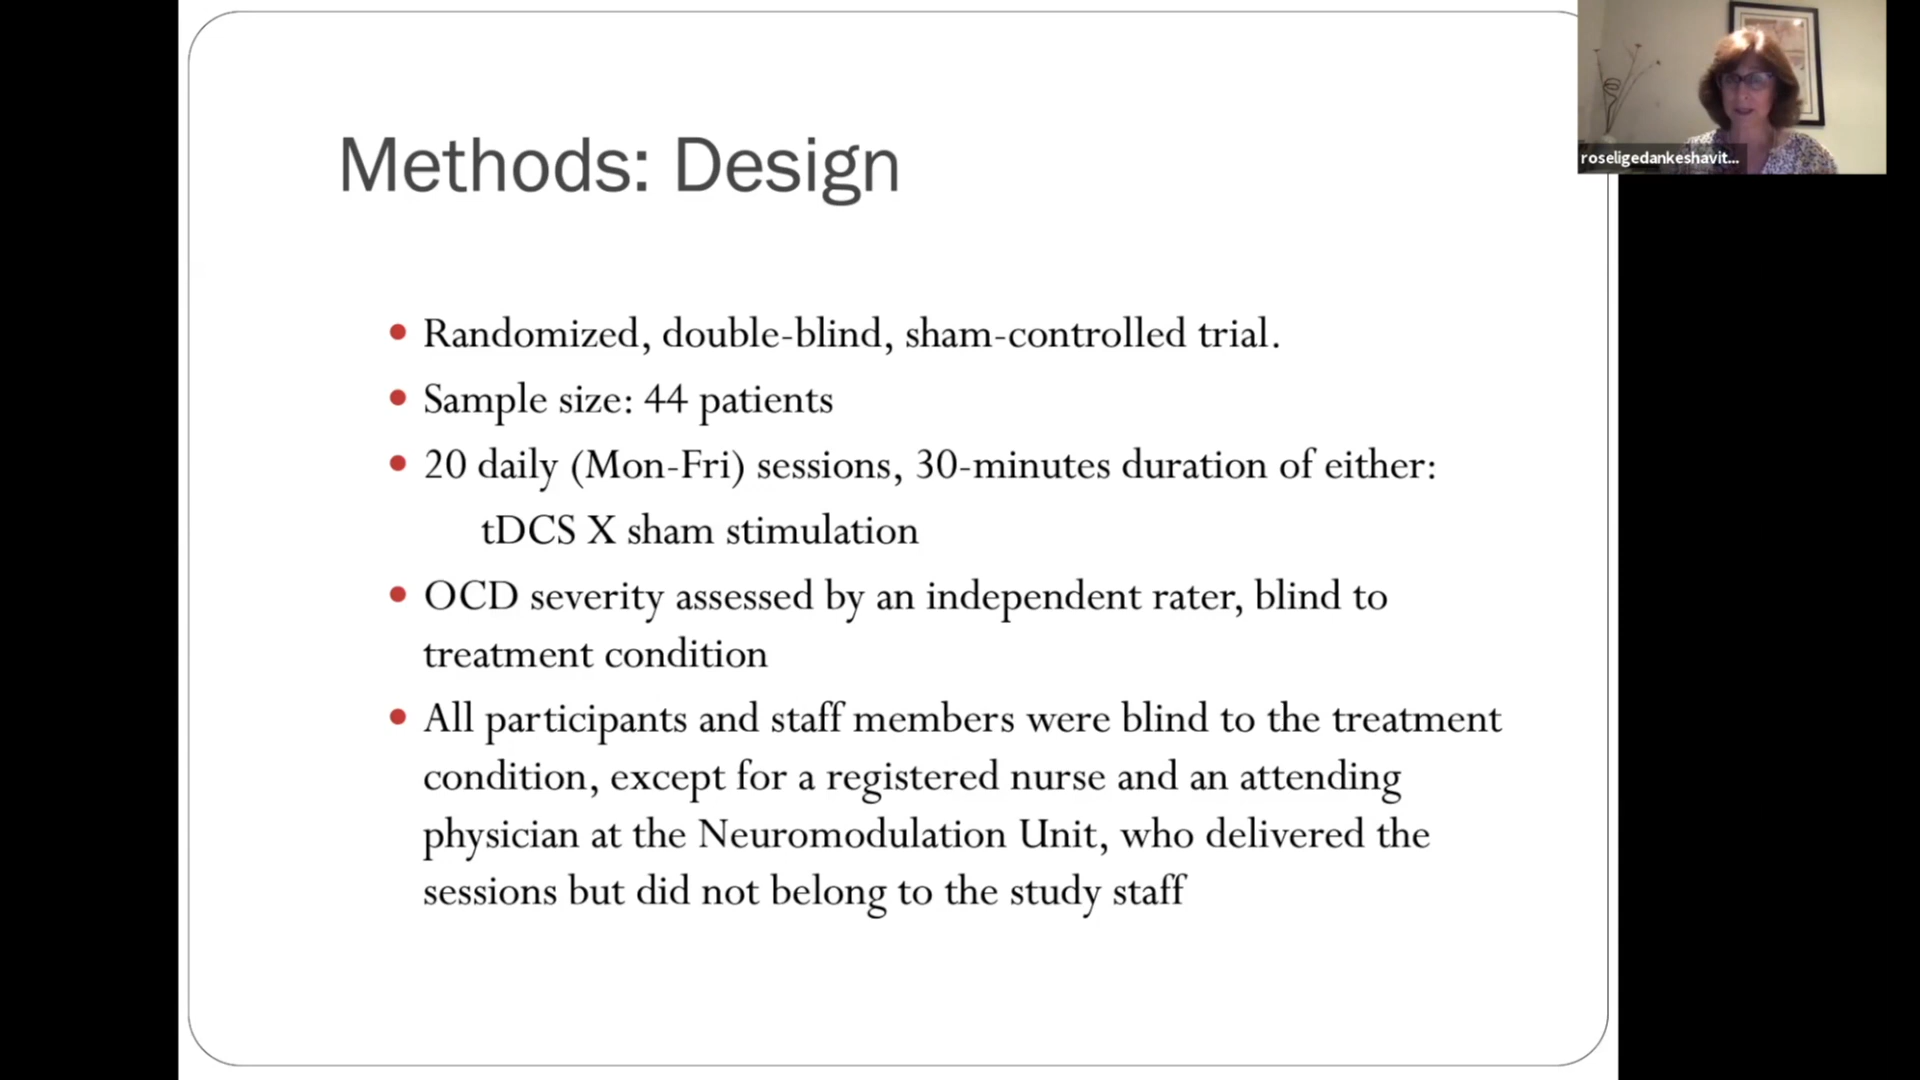 Methods: Design
roseligedankeshavit...
• Randomized, double-blind, sham-controlled trial.
• Sample size: 44 patients
• 20 daily (Mon-Fri) sessions, 30-minutes duration of either:
tDCS X sham stimulation
• OCD severity assessed by an independent rater, blind to
treatment condition
• All participants and staff members were blind to the treatment
condition, except for a registered nurse and an attending
physician at the Neuromodulation Unit, who delivered the
sessions but did not belong to the study staff